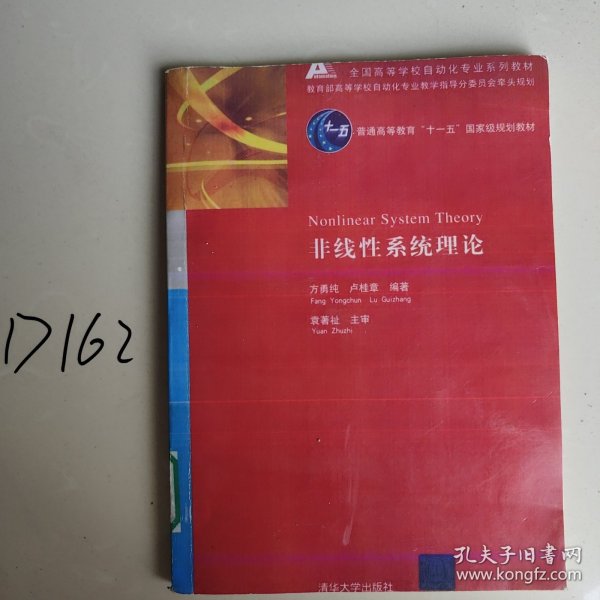 Automation
全国高等学校自动化专业系列教材
教育部高等学校自动化专业教学指导分委员会牵头规划
十一五
普通高等教育“十一五”国家级规划教材
Nonlinear System Theory
非线性系统理论
方勇纯 卢桂章 编著
Fang Yongchun Lu Guizhang
袁著祉 主审
Yuan Zhuzhi
D162
清华大学出版社
孔夫子旧书网
www.kongfz.com